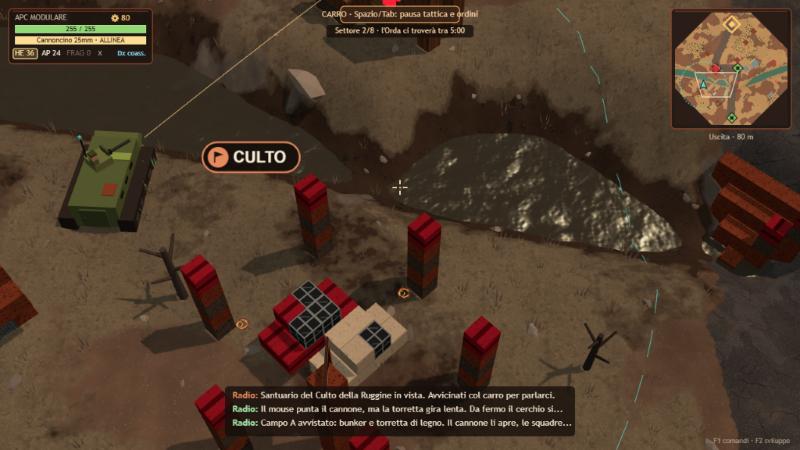 APC MODULARE 80
255 / 255
Cannoncino 25mm - ALLINEA
HE 36 AP 24 FRAG 0 x Dx coass.
CARRO - Spazio/Tab: pausa tattica e ordini
Settore 2/8 - l'Orda ci troverà tra 5:00
Uscita - 80 m
CULTO
Radio: Santuario del Culto della Ruggine in vista. Avvicinati col carro per parlarci.
Radio: Il mouse punta il cannone, ma la torretta gira lenta. Da fermo il cerchio si...
Radio: Campo A avvistato: bunker e torretta di legno. Il cannone li apre, le squadre...
F1 comandi - F2 sviluppo